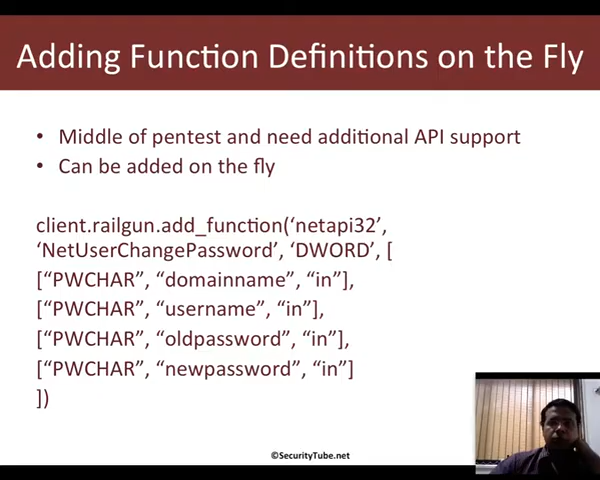 Adding Function Definitions on the Fly
• Middle of pentest and need additional API support
• Can be added on the fly
client.railgun.add_function(‘netapi32’,
‘NetUserChangePassword’, ‘DWORD’, [
[“PWCHAR”, “domainname”, “in”],
[“PWCHAR”, “username”, “in”],
[“PWCHAR”, “oldpassword”, “in”],
[“PWCHAR”, “newpassword”, “in”]
])
©SecurityTube.net